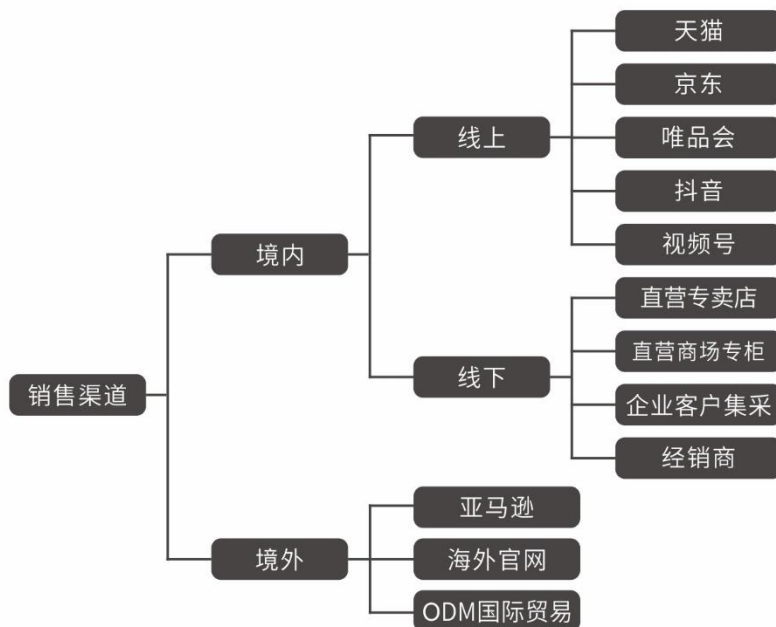 天猫
京东
线上
唯品会
抖音
境内
视频号
直营专卖店
直营商场专柜
线下
销售渠道
企业客户集采
经销商
亚马逊
境外
海外官网
ODM国际贸易